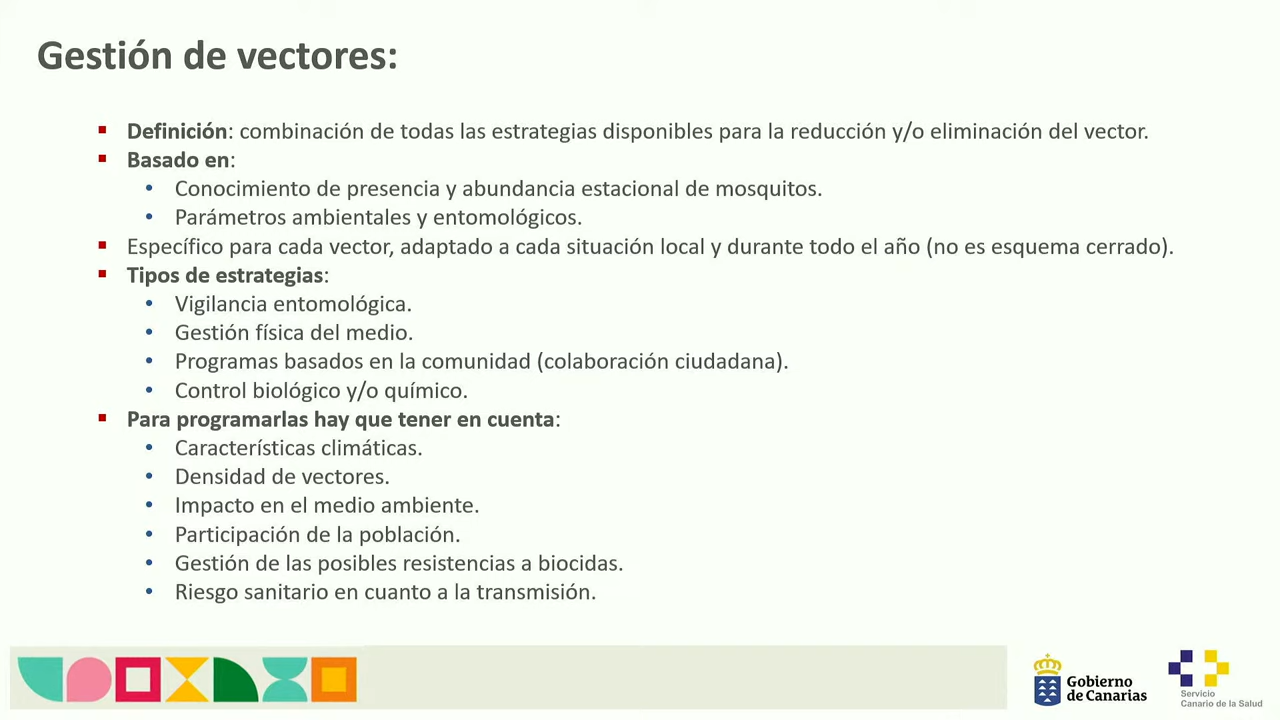 Gestión de vectores:
▪ Definición: combinación de todas las estrategias disponibles para la reducción y/o eliminación del vector.
▪ Basado en:
• Conocimiento de presencia y abundancia estacional de mosquitos.
• Parámetros ambientales y entomológicos.
▪ Específico para cada vector, adaptado a cada situación local y durante todo el año (no es esquema cerrado).
▪ Tipos de estrategias:
• Vigilancia entomológica.
• Gestión física del medio.
• Programas basados en la comunidad (colaboración ciudadana).
• Control biológico y/o químico.
▪ Para programarlas hay que tener en cuenta:
• Características climáticas.
• Densidad de vectores.
• Impacto en el medio ambiente.
• Participación de la población.
• Gestión de las posibles resistencias a biocidas.
• Riesgo sanitario en cuanto a la transmisión.
Gobierno
de Canarias
Servicio
Canario de la Salud